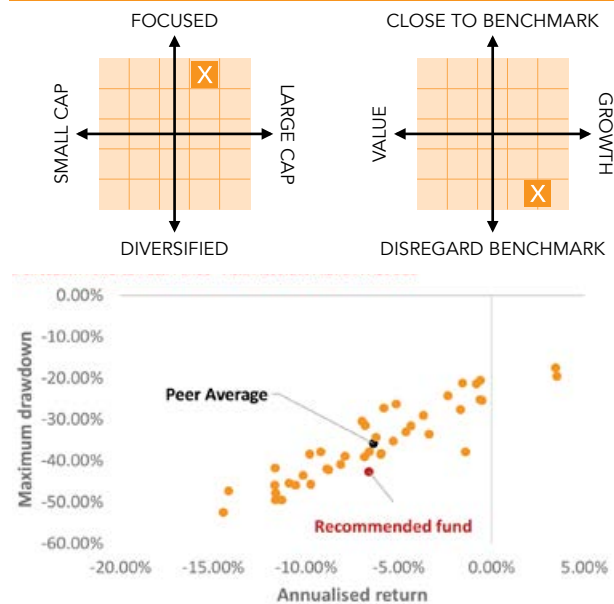 FOCUSED
X
SMALL CAP
LARGE CAP
DIVERSIFIED
CLOSE TO BENCHMARK
VALUE
GROWTH
X
DISREGARD BENCHMARK
0.00%
-10.00%
-20.00%
-30.00%
-40.00%
-50.00%
-60.00%
Maximum drawdown
Peer Average
Recommended fund
-20.00%
-15.00%
-10.00%
-5.00%
0.00%
5.00%
Annualised return